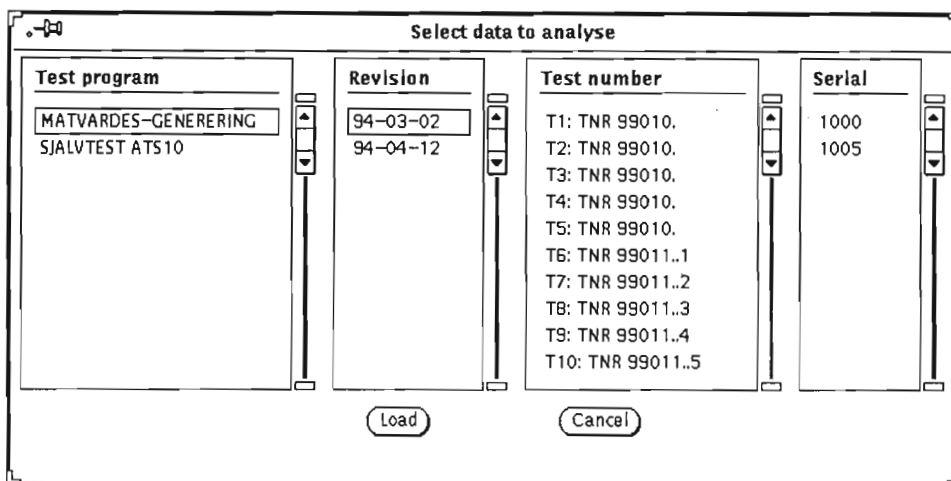 Select data to analyse
Test program
MATVARDES-GENERERING
SJALVTEST ATS10
Revision
94-03-02
94-04-12
Test number
T1: TNR 99010.
T2: TNR 99010.
T3: TNR 99010.
T4: TNR 99010.
T5: TNR 99010.
T6: TNR 99011..1
T7: TNR 99011..2
T8: TNR 99011..3
T9: TNR 99011..4
T10: TNR 99011..5
Serial
1000
1005
Load
Cancel